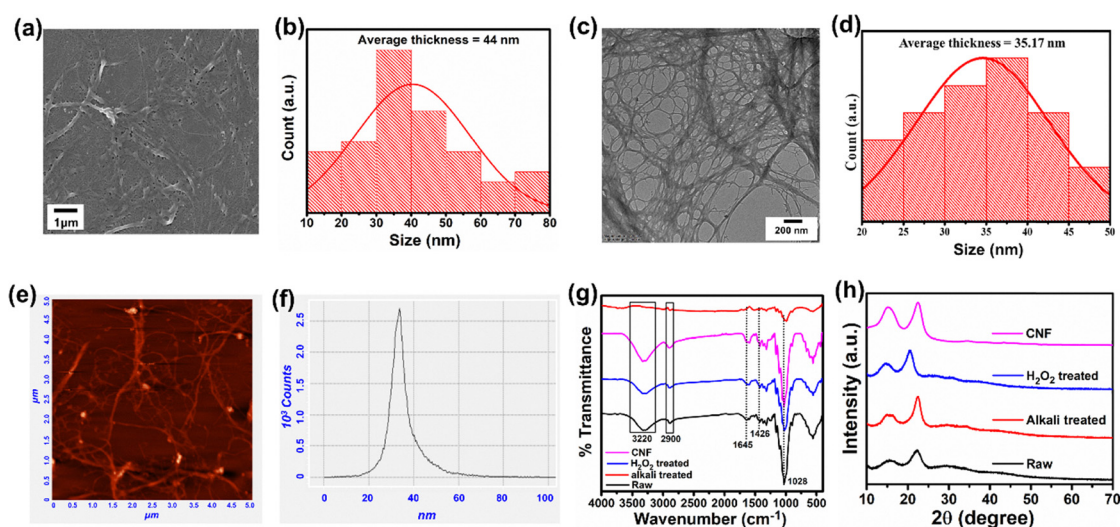 (a)
1μm
(b)
Average thickness = 44 nm
Count (a.u.)
10 20 30 40 50 60 70 80
Size (nm)
(c)
200 nm
(d)
Average thickness = 35.17 nm
Count (a.u.)
20 25 30 35 40 45 50
Size (nm)
(e)
5.0
4.5
4.0
3.5
3.0
2.5
2.0
1.5
1.0
0.5
0.0
μm
0.0 0.5 1.0 1.5 2.0 2.5 3.0 3.5 4.0 4.5 5.0
μm
(f)
10³ Counts
2.5
2.0
1.5
1.0
0.5
0.0
0 20 40 60 80 100
nm
(g)
% Transmittance
3220 2900 1645 1426
1028
CNF
H₂O₂ treated
alkali treated
Raw
4000 3500 3000 2500 2000 1500 1000 500
Wavenumber (cm⁻¹)
(h)
Intensity (a.u.)
CNF
H₂O₂ treated
Alkali treated
Raw
10 20 30 40 50 60 70
2θ (degree)